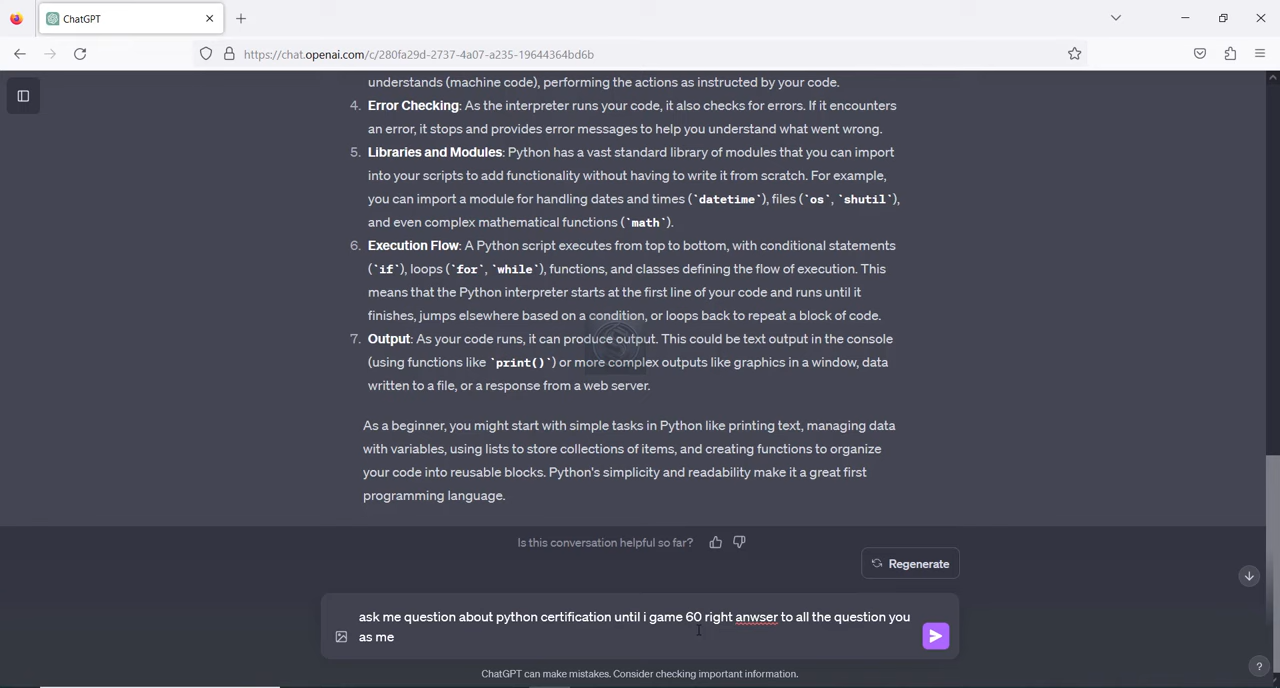 ChatGPT
https://chat.openai.com/c/280fa29d-2737-4a07-a235-19644364bd6b
understands (machine code), performing the actions as instructed by your code.
4. Error Checking: As the interpreter runs your code, it also checks for errors. If it encounters
an error, it stops and provides error messages to help you understand what went wrong.
5. Libraries and Modules: Python has a vast standard library of modules that you can import
into your scripts to add functionality without having to write it from scratch. For example,
you can import a module for handling dates and times (`datetime`), files (`os`, `shutil`),
and even complex mathematical functions (`math`).
6. Execution Flow: A Python script executes from top to bottom, with conditional statements
(`if`), loops (`for`, `while`), functions, and classes defining the flow of execution. This
means that the Python interpreter starts at the first line of your code and runs until it
finishes, jumps elsewhere based on a condition, or loops back to repeat a block of code.
7. Output: As your code runs, it can produce output. This could be text output in the console
(using functions like `print()`) or more complex outputs like graphics in a window, data
written to a file, or a response from a web server.
As a beginner, you might start with simple tasks in Python like printing text, managing data
with variables, using lists to store collections of items, and creating functions to organize
your code into reusable blocks. Python's simplicity and readability make it a great first
programming language.
Is this conversation helpful so far?
Regenerate
ask me question about python certification until i game 60 right anwser to all the question you
as me
ChatGPT can make mistakes. Consider checking important information.
?